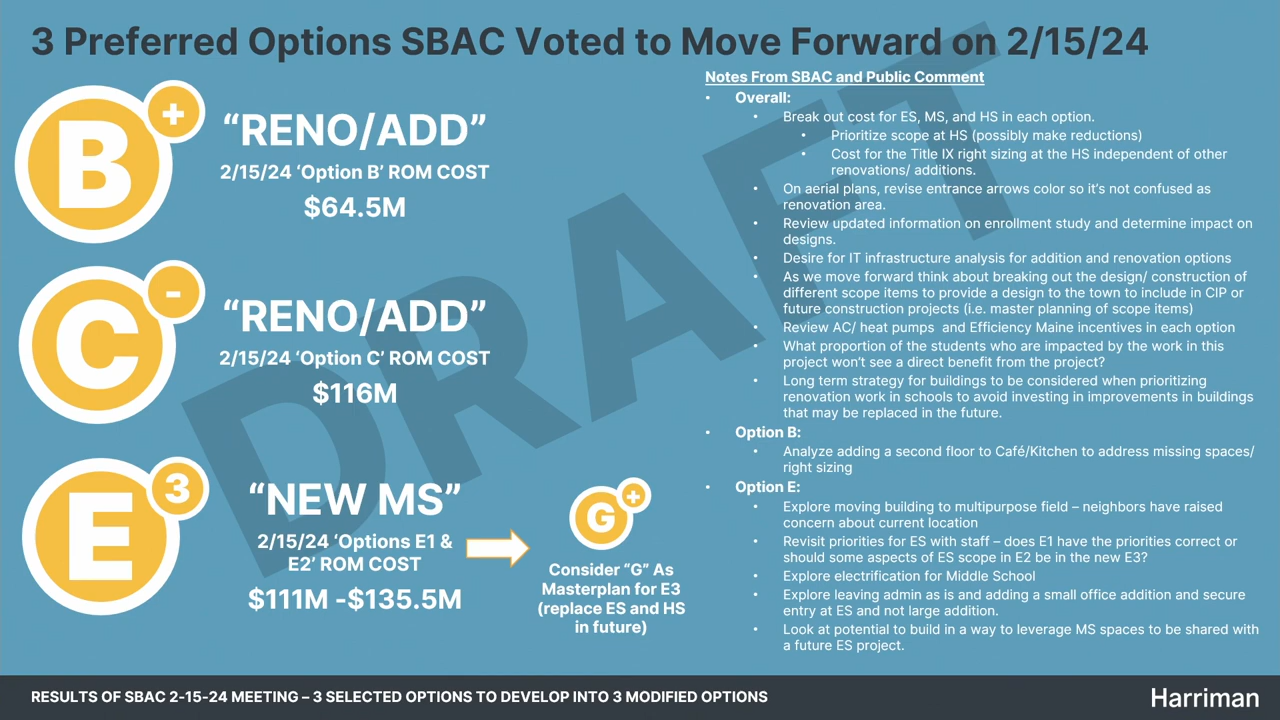 3 Preferred Options SBAC Voted to Move Forward on 2/15/24
B
+
“RENO/ADD”
2/15/24 ‘Option B’ ROM COST
$64.5M
C
-
“RENO/ADD”
2/15/24 ‘Option C’ ROM COST
$116M
E
3
“NEW MS”
2/15/24 ‘Options E1 &
E2’ ROM COST
$111M -$135.5M
G
+
Consider “G” As
Masterplan for E3
(replace ES and HS
in future)
Notes From SBAC and Public Comment
• Overall:
• Break out cost for ES, MS, and HS in each option.
• Prioritize scope at HS (possibly make reductions)
• Cost for the Title IX right sizing at the HS independent of other
renovations/ additions.
• On aerial plans, revise entrance arrows color so it’s not confused as
renovation area.
• Review updated information on enrollment study and determine impact on
designs.
• Desire for IT infrastructure analysis for addition and renovation options
• As we move forward think about breaking out the design/ construction of
different scope items to provide a design to the town to include in CIP or
future construction projects (i.e. master planning of scope items)
• Review AC/ heat pumps and Efficiency Maine incentives in each option
• What proportion of the students who are impacted by the work in this
project won’t see a direct benefit from the project?
• Long term strategy for buildings to be considered when prioritizing
renovation work in schools to avoid investing in improvements in buildings
that may be replaced in the future.
• Option B:
• Analyze adding a second floor to Café/Kitchen to address missing spaces/
right sizing
• Option E:
• Explore moving building to multipurpose field – neighbors have raised
concern about current location
• Revisit priorities for ES with staff – does E1 have the priorities correct or
should some aspects of ES scope in E2 be in the new E3?
• Explore electrification for Middle School
• Explore leaving admin as is and adding a small office addition and secure
entry at ES and not large addition.
• Look at potential to build in a way to leverage MS spaces to be shared with
a future ES project.
DRAFT
RESULTS OF SBAC 2-15-24 MEETING – 3 SELECTED OPTIONS TO DEVELOP INTO 3 MODIFIED OPTIONS
Harriman